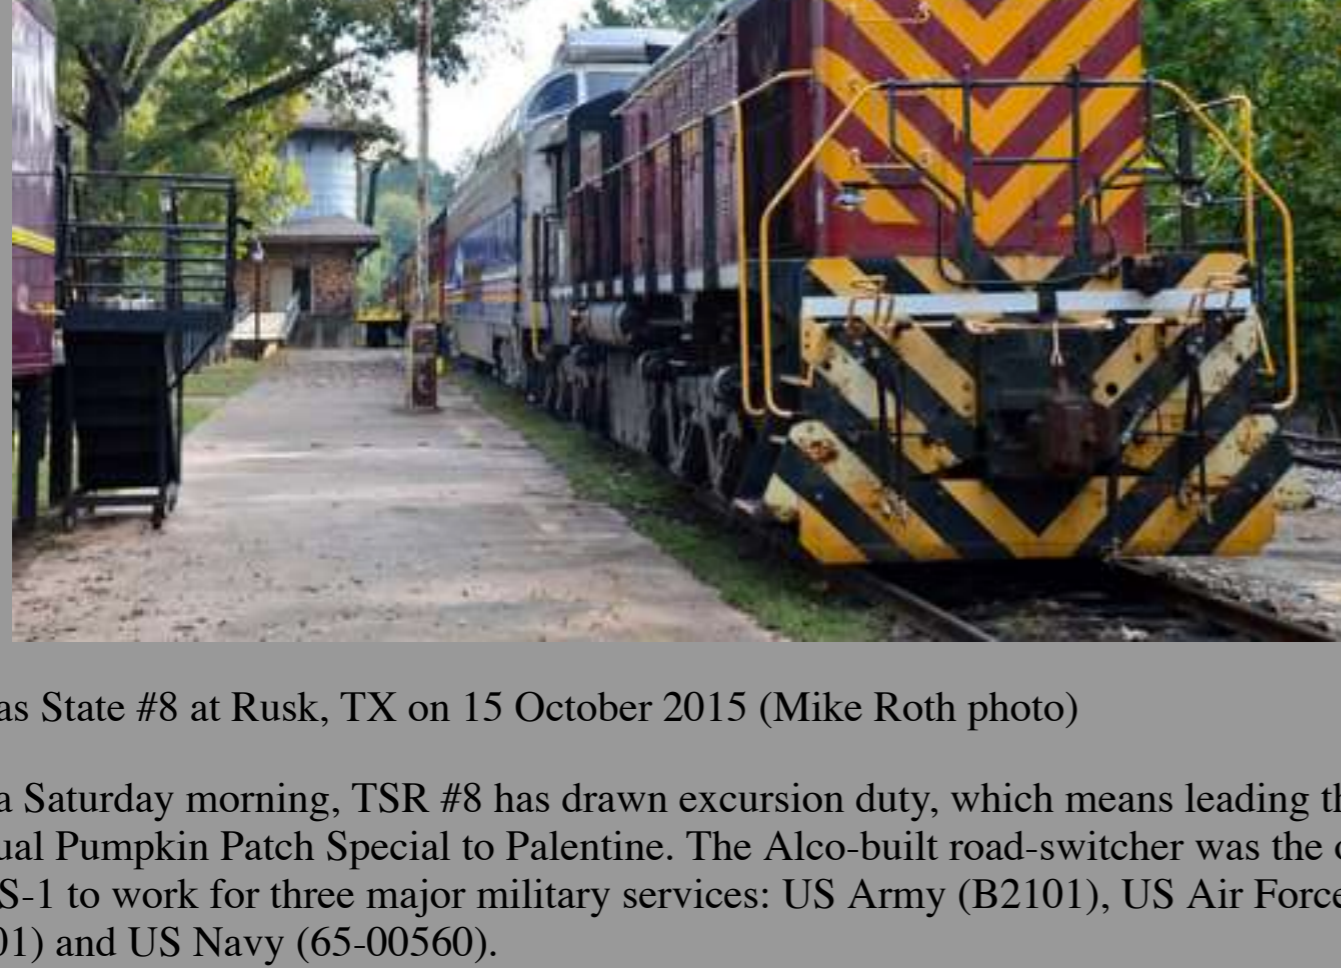 as State #8 at Rusk, TX on 15 October 2015 (Mike Roth photo)
a Saturday morning, TSR #8 has drawn excursion duty, which means leading th
ual Pumpkin Patch Special to Palentine. The Alco-built road-switcher was the o
S-1 to work for three major military services: US Army (B2101), US Air Force
01) and US Navy (65-00560).